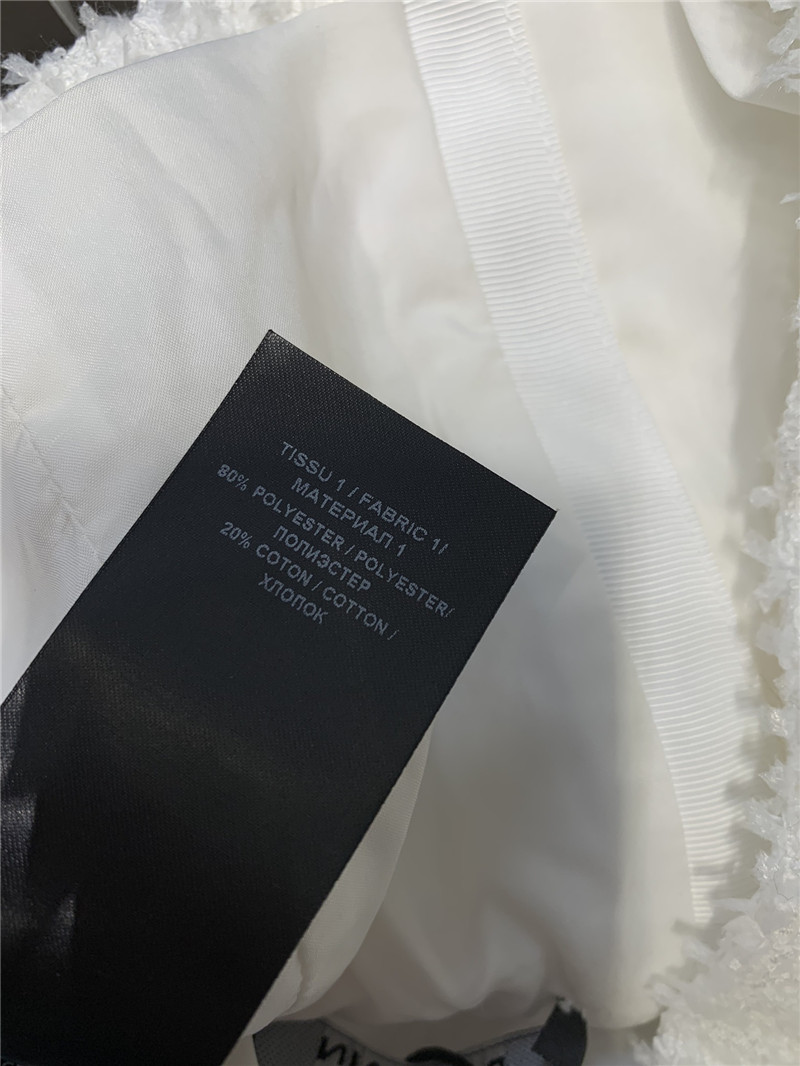 TISSU 1 / FABRIC 1/
МАТЕРИАЛ 1
80% POLYESTER / POLYESTER/
ПОЛИЭСТЕР
20% COTON / COTTON /
ХЛОПОК